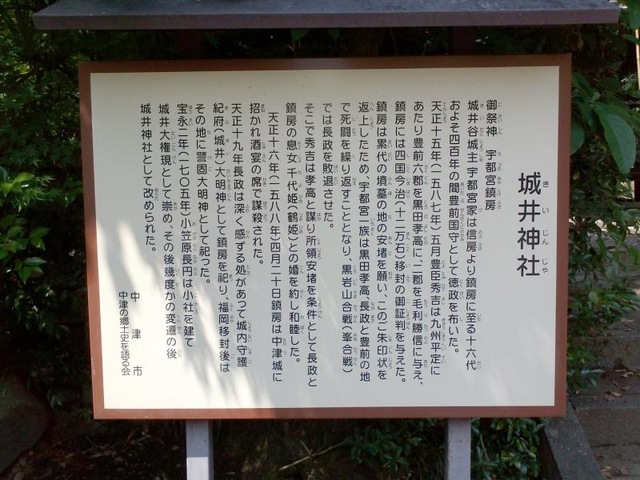 城井神社
御祭神 宇都宮鎮房
城井谷城主宇都宮家は信房より鎮房に至る十六代
およそ四百年の間豊前国守として徳政を布いた。
天正十五年(一五八七年)五月豊臣秀吉は九州平定に
あたり豊前六郡を黒田孝高に、二郡を毛利勝信に与え、
鎮房には四国今治(十二万石)移封の御証判を与えた。
鎮房は累代の墳墓の地の安堵を願い、このご朱印状を
返上したため、宇都宮一族は黒田孝高、長政と豊前の地
で死闘を繰り返すこととなり、黒岩山合戦(峯合戦)
では長政を敗退させた。
そこで秀吉は孝高と謀り所領安堵を条件として長政と
鎮房の息女千代姫(鶴姫)との婚を約し和睦した。
天正十六年(一五八八年)四月二十日鎮房は中津城に
招かれ酒宴の席で謀殺された。
天正十九年長政は深く感ずる処があって城内守護
紀府(城井)大明神として鎮房を祀り、福岡移封後は
その地に警固大明神として祀った。
宝永二年(一七〇五年)小笠原長円は小社を建て
城井大権現として崇め、その後幾度かの変遷の後
城井神社として改められた。
中津市
中津の郷土史を語る会